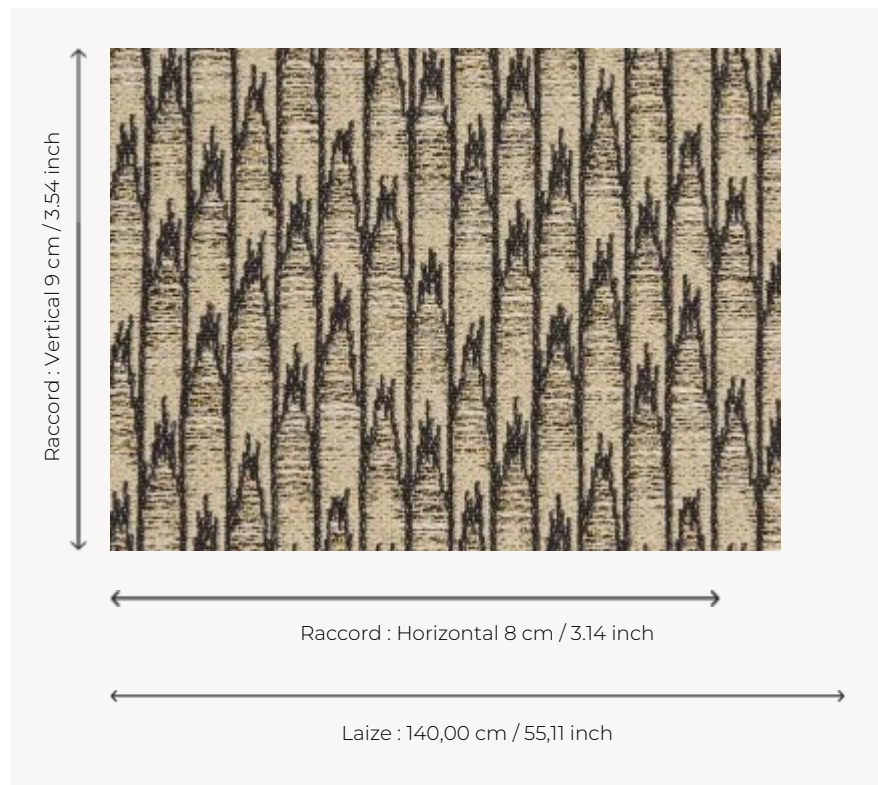 Raccord : Vertical 9 cm / 3.54 inch
Raccord : Horizontal 8 cm / 3.14 inch
Laize : 140,00 cm / 55,11 inch